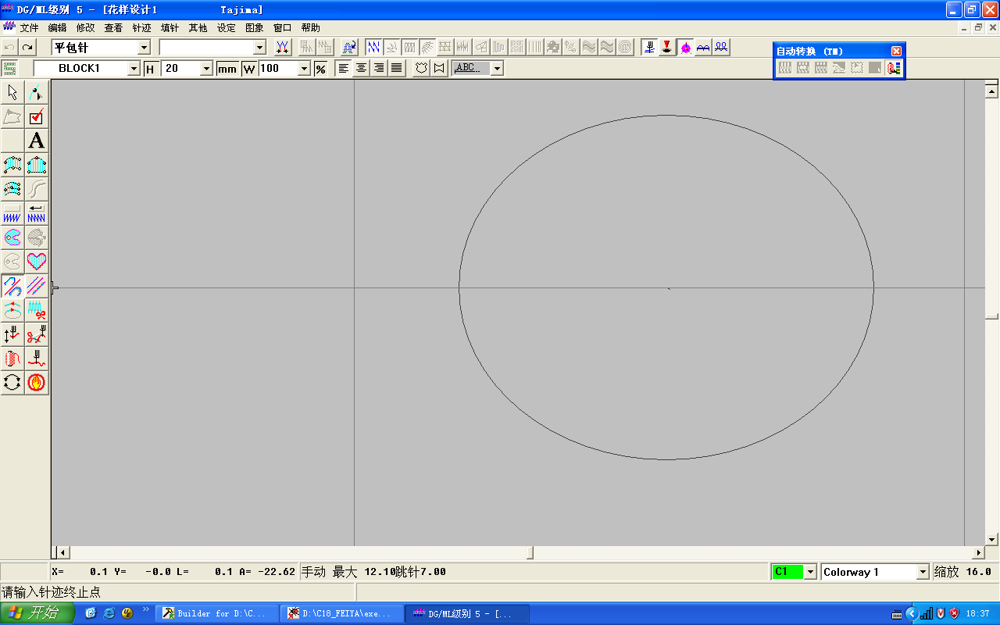 DG/ML级别 5 - [花样设计1 Tajima]
文件 编辑 修改 查看 针迹 填针 其他 设定 图象 窗口 帮助
平包针
自动转换 (TM)
BLOCK1 H 20 mm W 100 % ABC...
A
X= 0.1 Y= -0.0 L= 0.1 A= -22.62 手动 最大 12.10跳针7.00 C1 Colorway 1 缩放 16.0
请输入针迹终止点
开始 » Builder for D:\C... D:\C18_FEIYA\exe... DG/ML级别 5 - [... 18:37